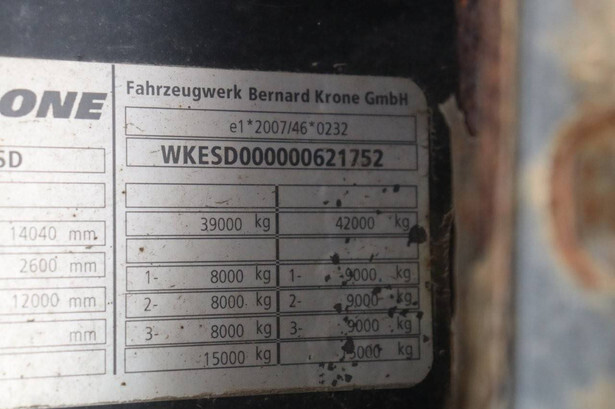 ONE
SD
14040 mm
2600 mm
12000 mm
mm
Fahrzeugwerk Bernard Krone GmbH
e1*2007/46*0232
WKESD000000621752
39000 kg 42000 kg
1- 8000 kg 1- 9000 kg
2- 8000 kg 2- 9000 kg
3- 8000 kg 3- 9000 kg
15000 kg kg